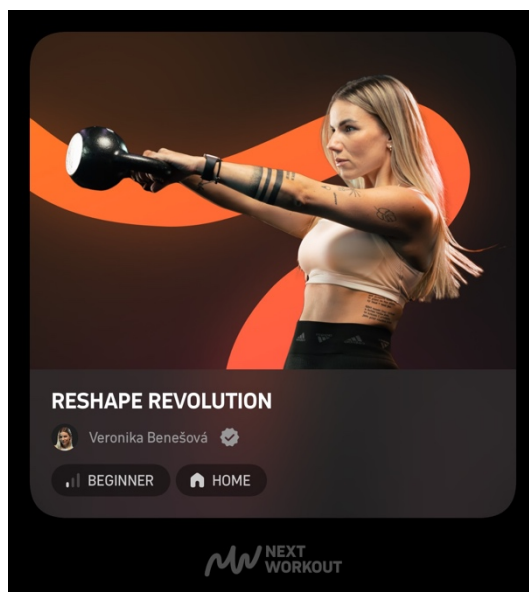 RESHAPE REVOLUTION
Veronika Benešová
BEGINNER
HOME
NEXT
WORKOUT